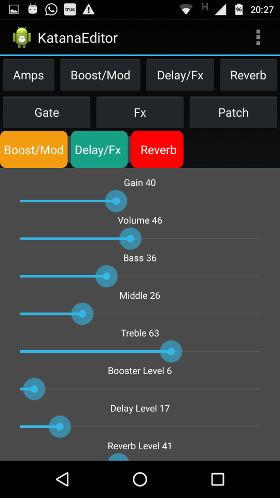 H 20:27
KatanaEditor
Amps Boost/Mod Delay/Fx Reverb
Gate Fx Patch
Boost/Mod Delay/Fx Reverb
Gain 40
Volume 46
Bass 36
Middle 26
Treble 63
Booster Level 6
Delay Level 17
Reverb Level 41